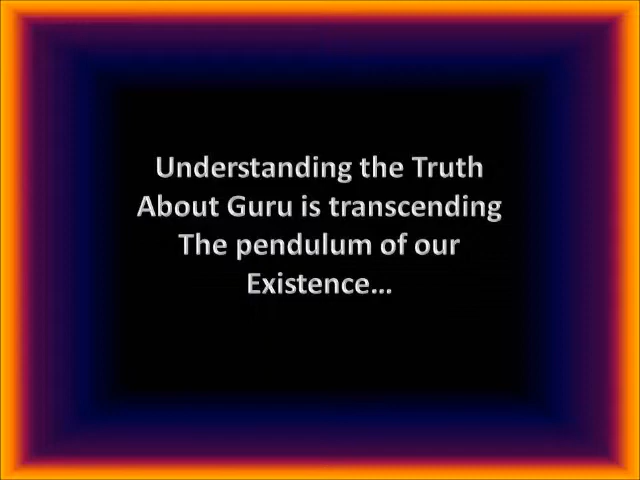 Understanding the Truth
About Guru is transcending
The pendulum of our
Existence...